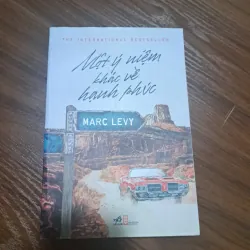 THE INTERNATIONAL BESTSELLER
Một ý niệm
khác về
hạnh phúc
MARC LEVY